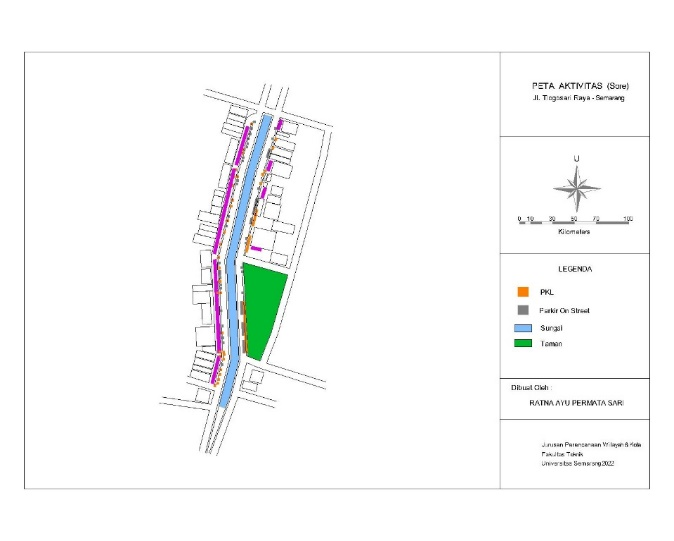 PETA AKTIVITAS (Sore)
Jl. Tlogosari Raya - Semarang
U
0 10 30 50 70 100
Kilometers
LEGENDA
PKL
Parkir On Street
Sungai
Taman
Dibuat Oleh :
RATNA AYU PERMATA SARI
Jurusan Perencanaan Wilayah & Kota
Fakultas Teknik
Universitas Semarang 2022